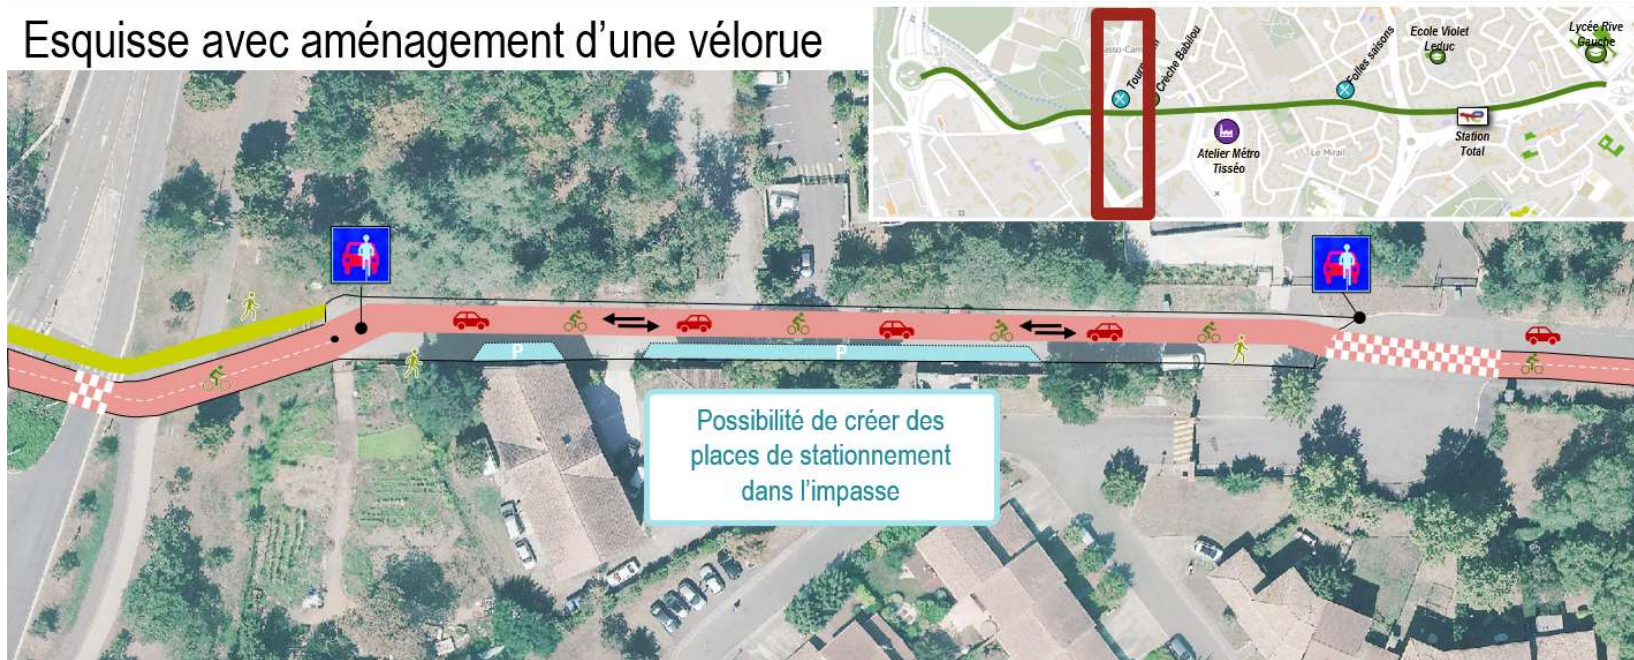 Esquisse avec aménagement d’une vélorue
Crèche Babilou
Folles saisons
Ecole Violet
Leduc
Lycée Rive
Gauche
Atelier Métro
Tisséo
Le Mirail
Station
Total
P
P
Possibilité de créer des
places de stationnement
dans l’impasse